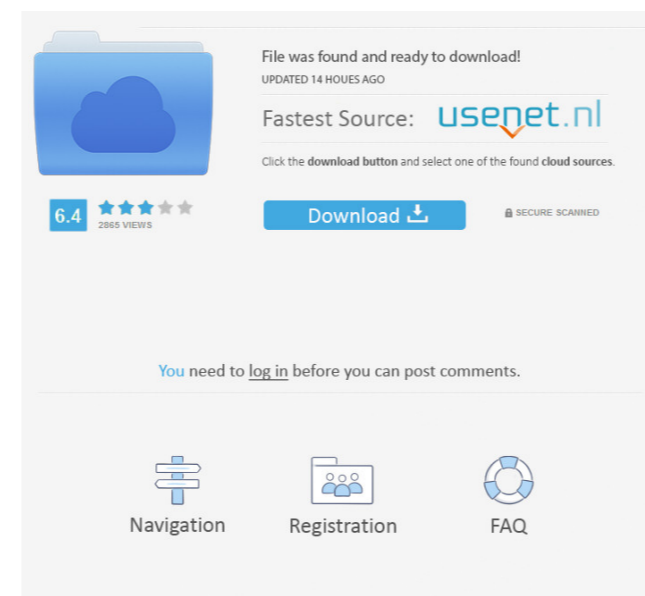 File was found and ready to download!
UPDATED 14 HOUES AGO
Fastest Source: usenet.nl
Click the download button and select one of the found cloud sources.
6.4
2865 VIEWS
Download
SECURE SCANNED
You need to log in before you can post comments.
Navigation
Registration
FAQ